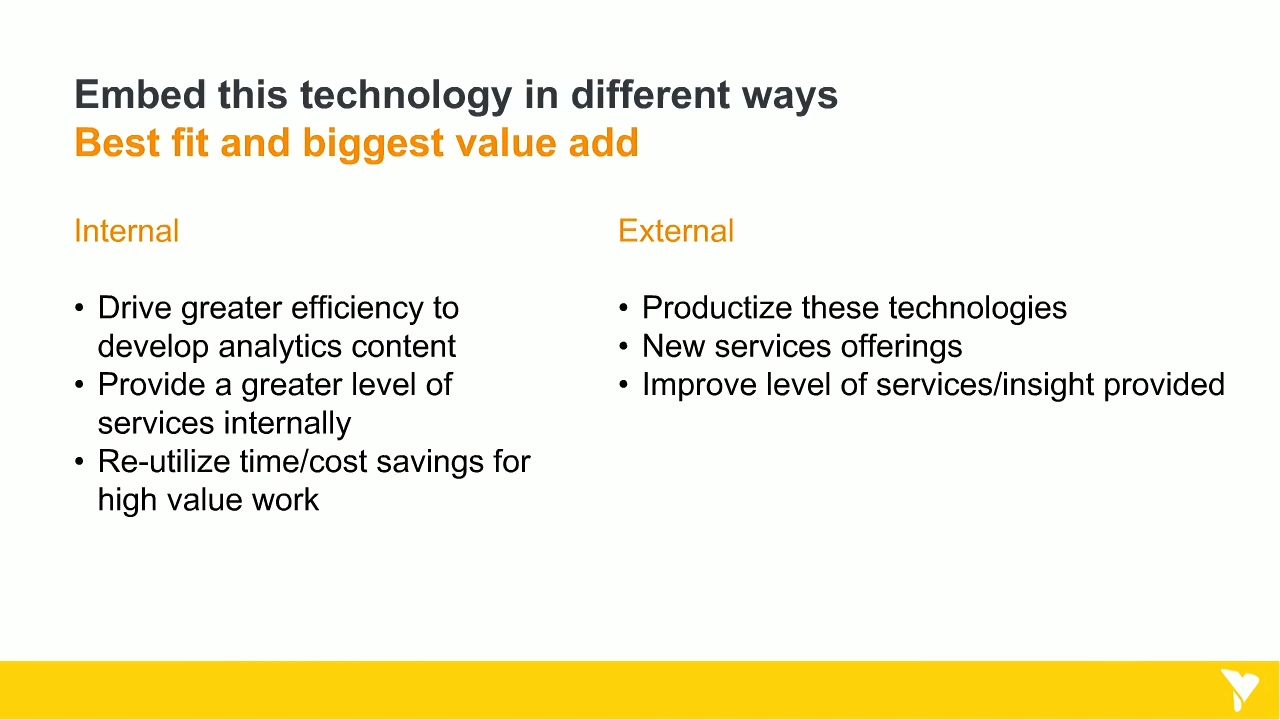 Embed this technology in different ways
Best fit and biggest value add
Internal
• Drive greater efficiency to
develop analytics content
• Provide a greater level of
services internally
• Re-utilize time/cost savings for
high value work
External
• Productize these technologies
• New services offerings
• Improve level of services/insight provided